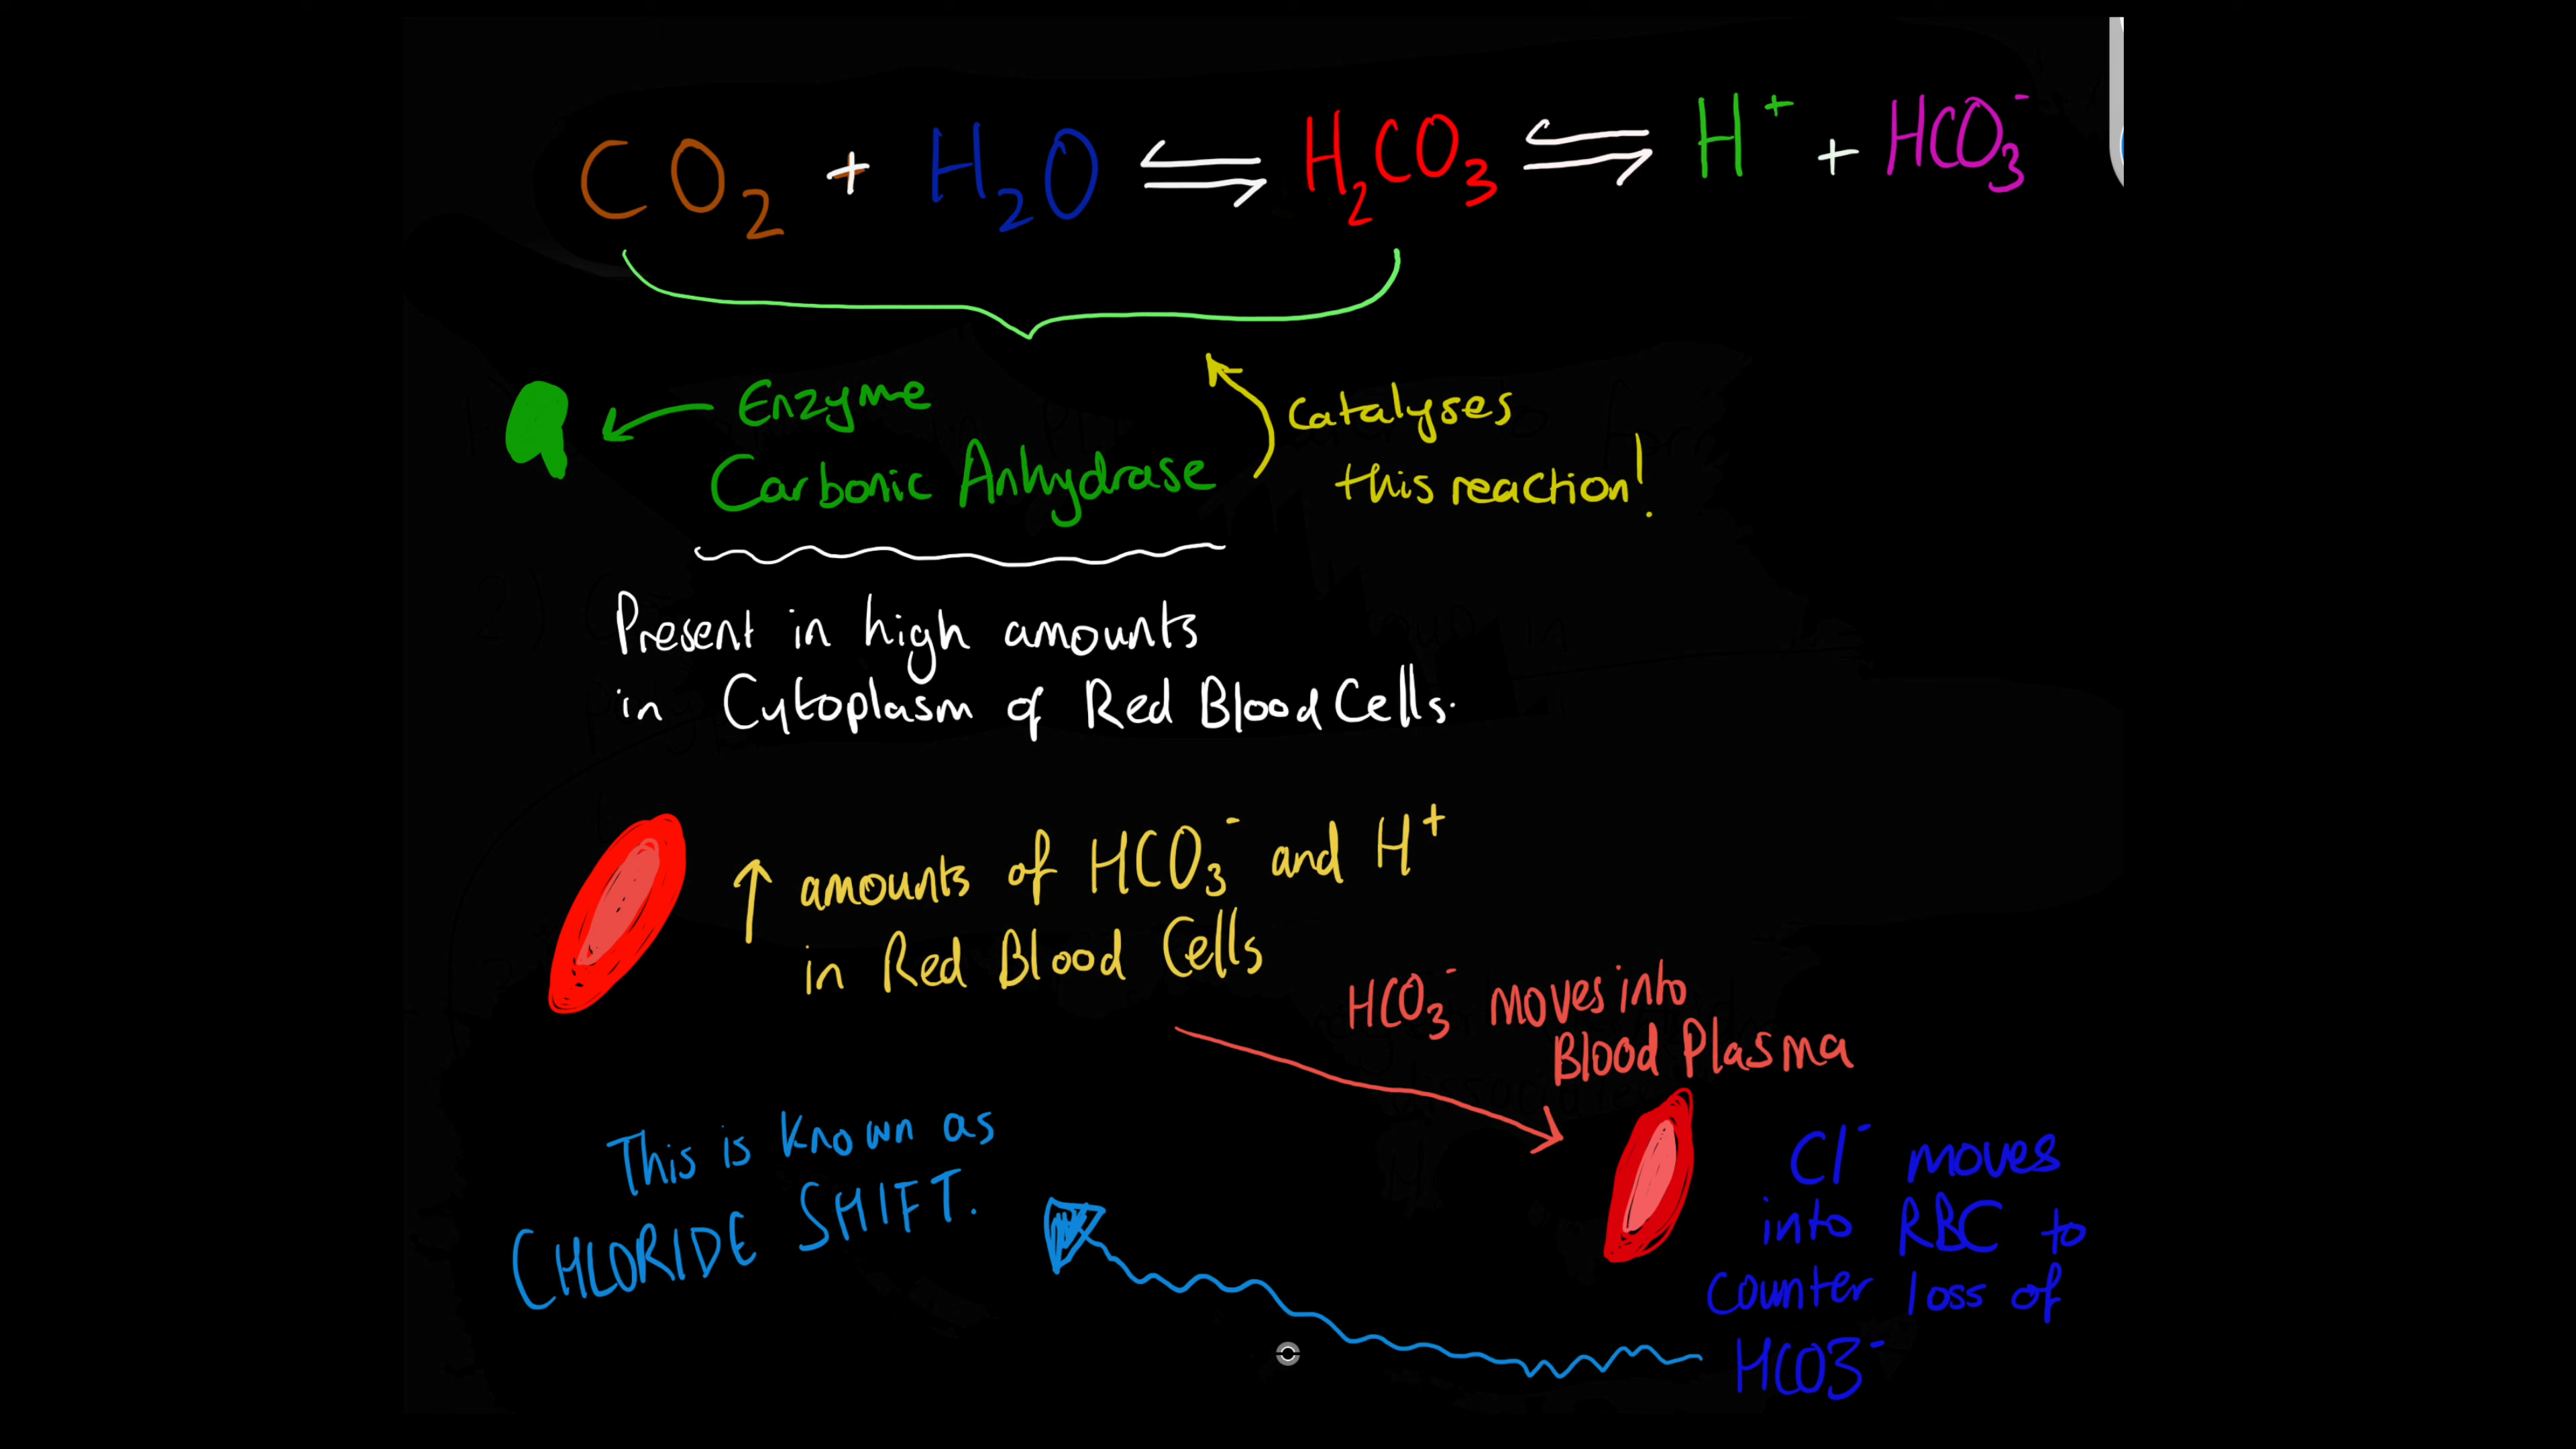 CO₂ + H₂O ⇌ H₂CO₃ ⇌ H⁺ + HCO₃⁻
Enzyme
Carbonic Anhydrase
Catalyses
this reaction!
Present in high amounts
in Cytoplasm of Red Blood Cells.
↑ amounts of HCO₃⁻ and H⁺
in Red Blood Cells
HCO₃⁻ moves into
Blood Plasma
Cl⁻ moves
into RBC to
counter loss of
HCO3⁻
This is known as
CHLORIDE SHIFT.